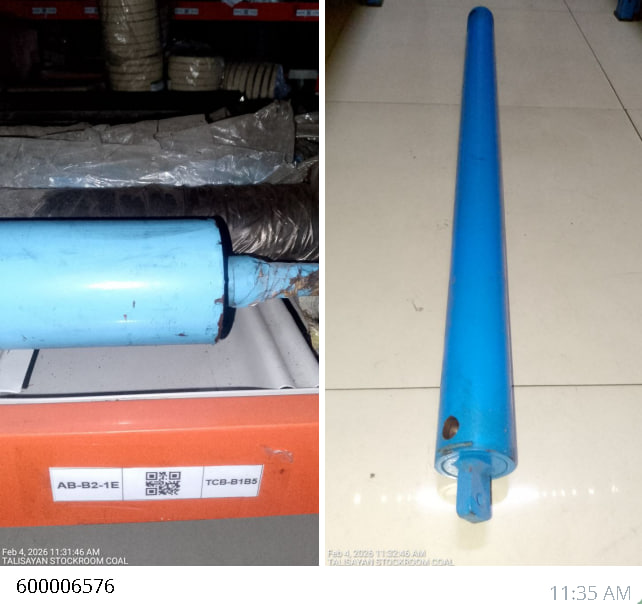 AB-B2-1E
TCB-B1B5
Feb 4, 2026 11:31:46 AM
TALISAYAN STOCKROOM COAL
Feb 4, 2026 11:32:46 AM
TALISAYAN STOCKROOM COAL
600006576
11:35 AM